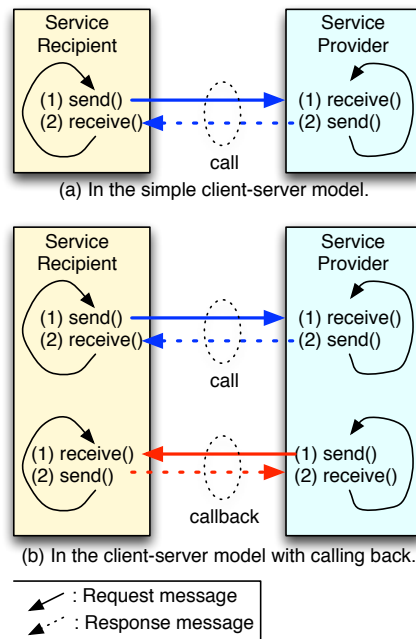 Service Recipient
Service Provider
(1) send()
(2) receive()
(1) receive()
(2) send()
call
(a) In the simple client-server model.
Service Recipient
Service Provider
(1) send()
(2) receive()
(1) receive()
(2) send()
call
(1) receive()
(2) send()
(1) send()
(2) receive()
callback
(b) In the client-server model with calling back.
: Request message
: Response message